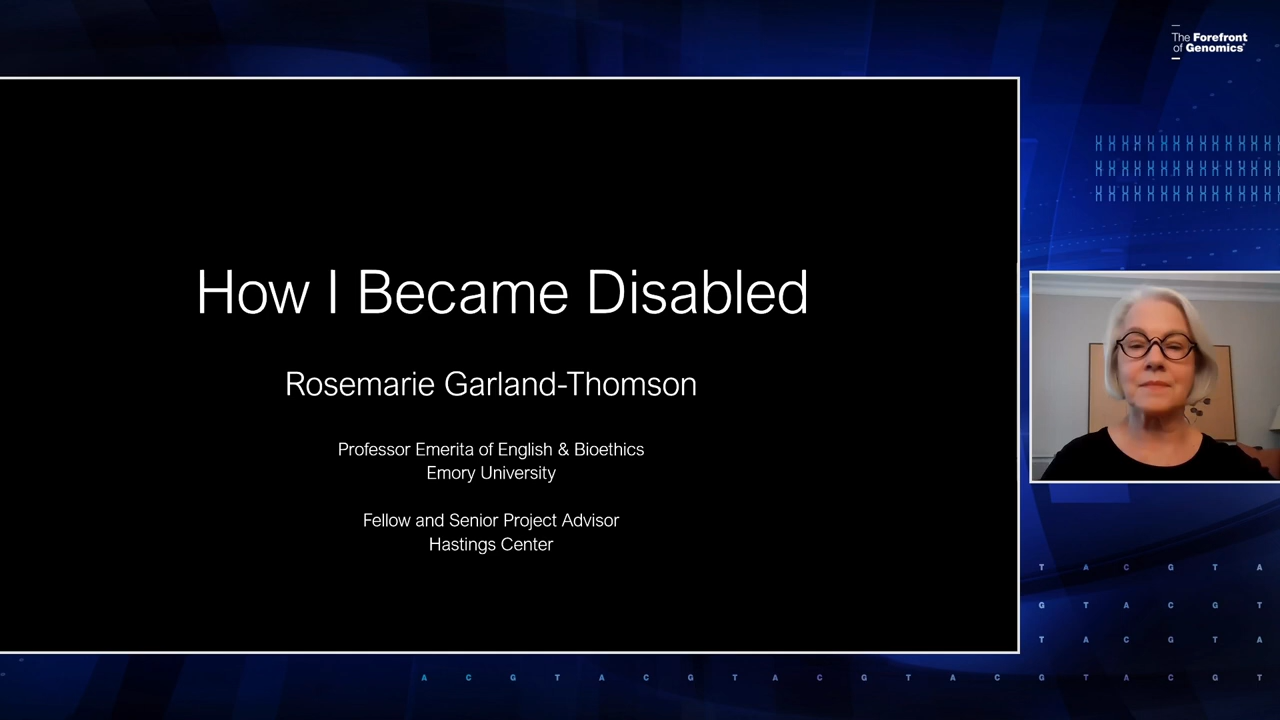 The Forefront
of Genomics®
How I Became Disabled
Rosemarie Garland-Thomson
Professor Emerita of English & Bioethics
Emory University
Fellow and Senior Project Advisor
Hastings Center
T A C G T A
G T A C G T
T A C G T A
A C G T A C G T A C G T A C G T A C G T